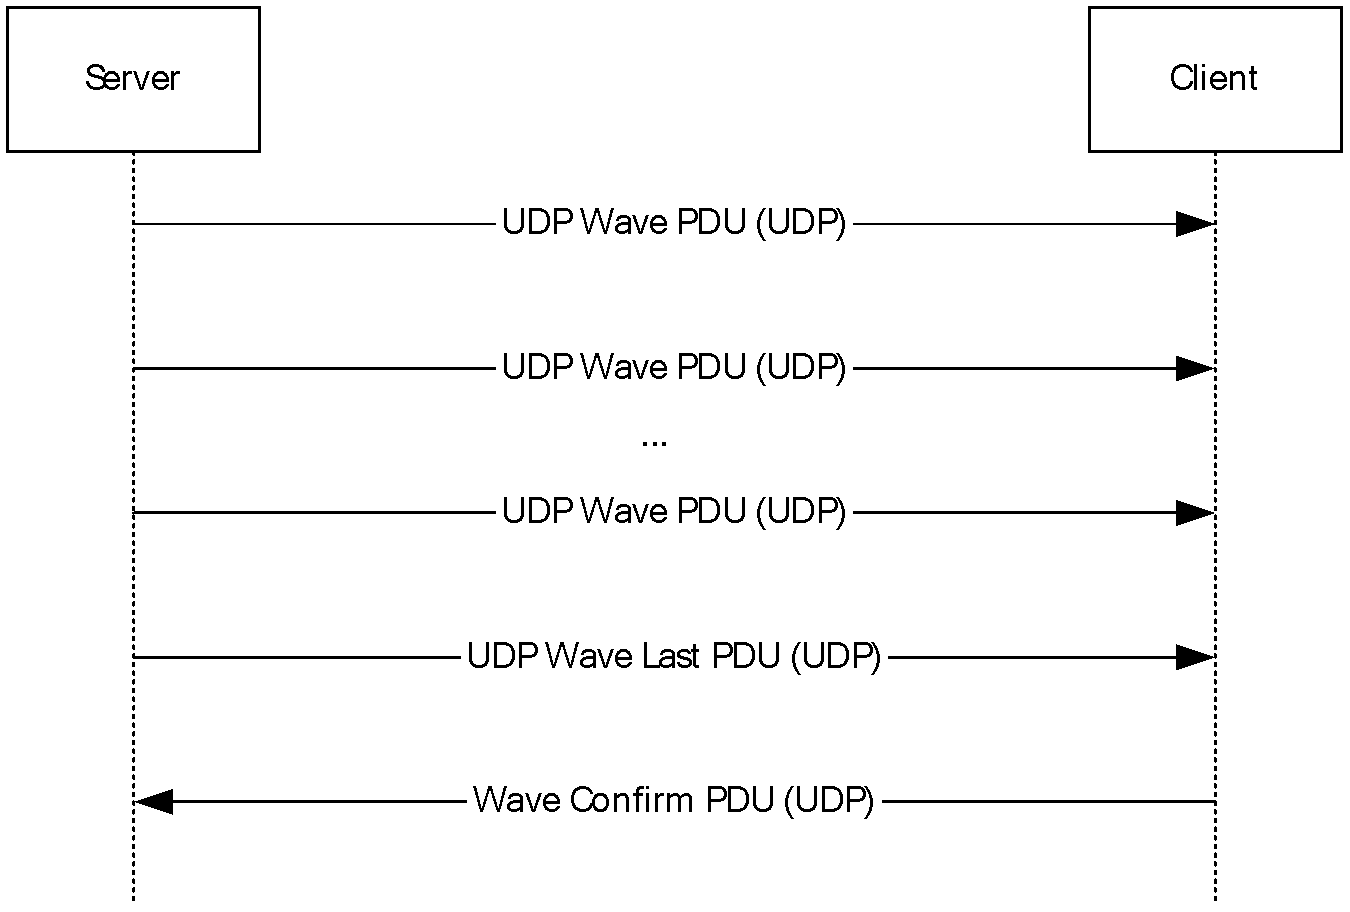 Server
Client
UDP Wave PDU (UDP)
UDP Wave PDU (UDP)
...
UDP Wave PDU (UDP)
UDP Wave Last PDU (UDP)
Wave Confirm PDU (UDP)